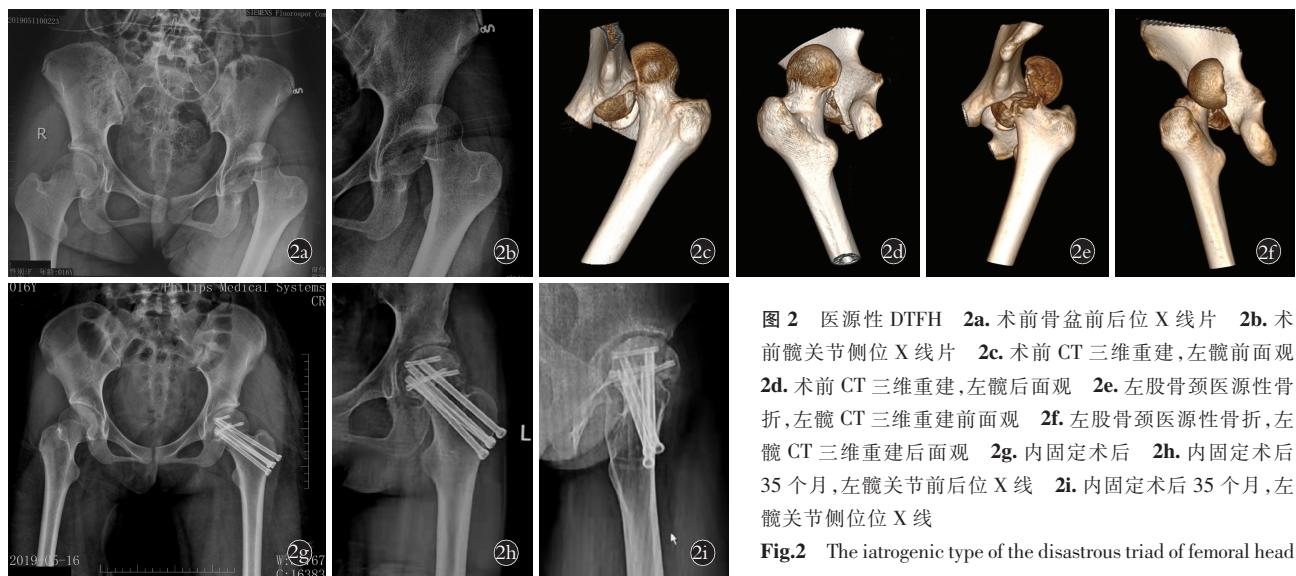 20190511100223
SIEMENS Fluorospot Com
R
性别:F 年龄:016Y
2a
2b
2c
2d
2e
2f
016Y
Philips Medical Systems
CR
2019-05-16
C:16383
2g
L
2h
2i
图 2 医源性 DTFH 2a. 术前骨盆前后位 X 线片 2b. 术
前髋关节侧位 X 线片 2c. 术前 CT 三维重建,左髋前面观
2d. 术前 CT 三维重建,左髋后面观 2e. 左股骨颈医源性骨
折,左髋 CT 三维重建前面观 2f. 左股骨颈医源性骨折,左
髋 CT 三维重建后面观 2g. 内固定术后 2h. 内固定术后
35 个月,左髋关节前后位 X 线 2i. 内固定术后 35 个月,左
髋关节侧位位 X 线
Fig.2 The iatrogenic type of the disastrous triad of femoral head